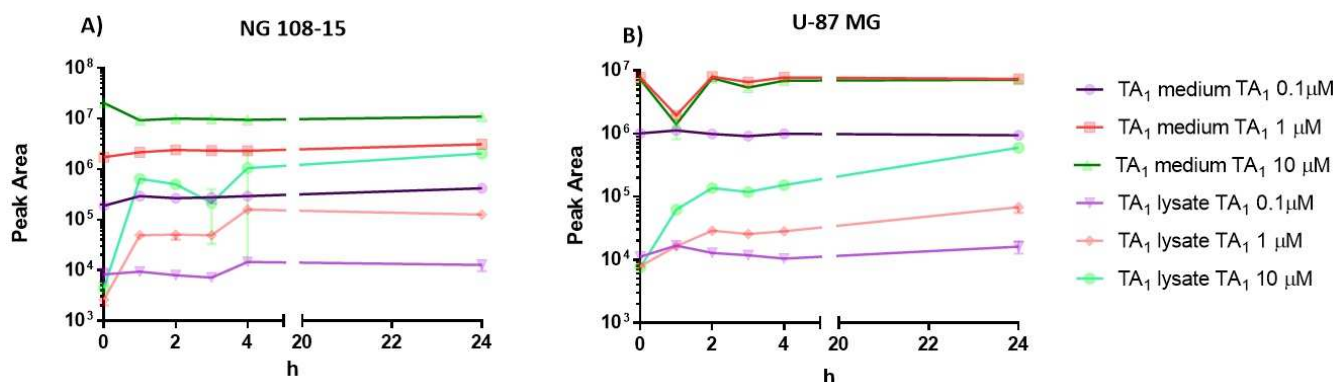 A)
NG 108-15
Peak Area
10⁸
10⁷
10⁶
10⁵
10⁴
10³
0
2
4
20
22
24
h
B)
U-87 MG
Peak Area
10⁷
10⁶
10⁵
10⁴
10³
0
2
4
20
22
24
h
TA₁ medium TA₁ 0.1μM
TA₁ medium TA₁ 1 μM
TA₁ medium TA₁ 10 μM
TA₁ lysate TA₁ 0.1μM
TA₁ lysate TA₁ 1 μM
TA₁ lysate TA₁ 10 μM